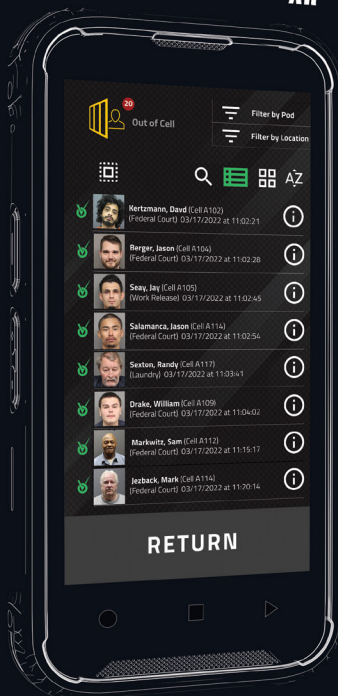 20
Out of Cell
Filter by Pod
Filter by Location
AZ
Kertzmann, Davd (Cell A102)
(Federal Court) 03/17/2022 at 11:02:21
Berger, Jason (Cell A104)
(Federal Court) 03/17/2022 at 11:02:28
Seay, Jay (Cell A105)
(Work Release) 03/17/2022 at 11:02:45
Salamanca, Jason (Cell A114)
(Federal Court) 03/17/2022 at 11:02:54
Sexton, Randy (Cell A117)
(Laundry) 03/17/2022 at 11:03:41
Drake, William (Cell A109)
(Federal Court) 03/17/2022 at 11:04:02
Markwitz, Sam (Cell A112)
(Federal Court) 03/17/2022 at 11:15:17
Jezback, Mark (Cell A114)
(Federal Court) 03/17/2022 at 11:20:14
RETURN